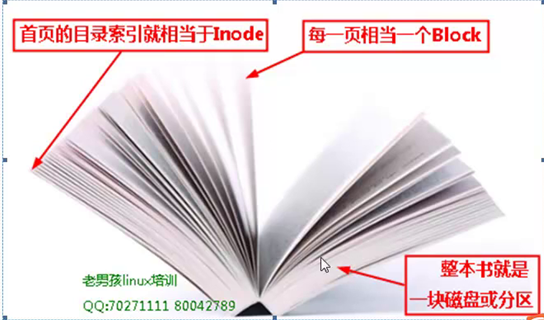 首页的目录索引就相当于Inode
每一页相当一个Block
整本书就是
一块磁盘或分区
老男孩linux培训
QQ:70271111 80042789